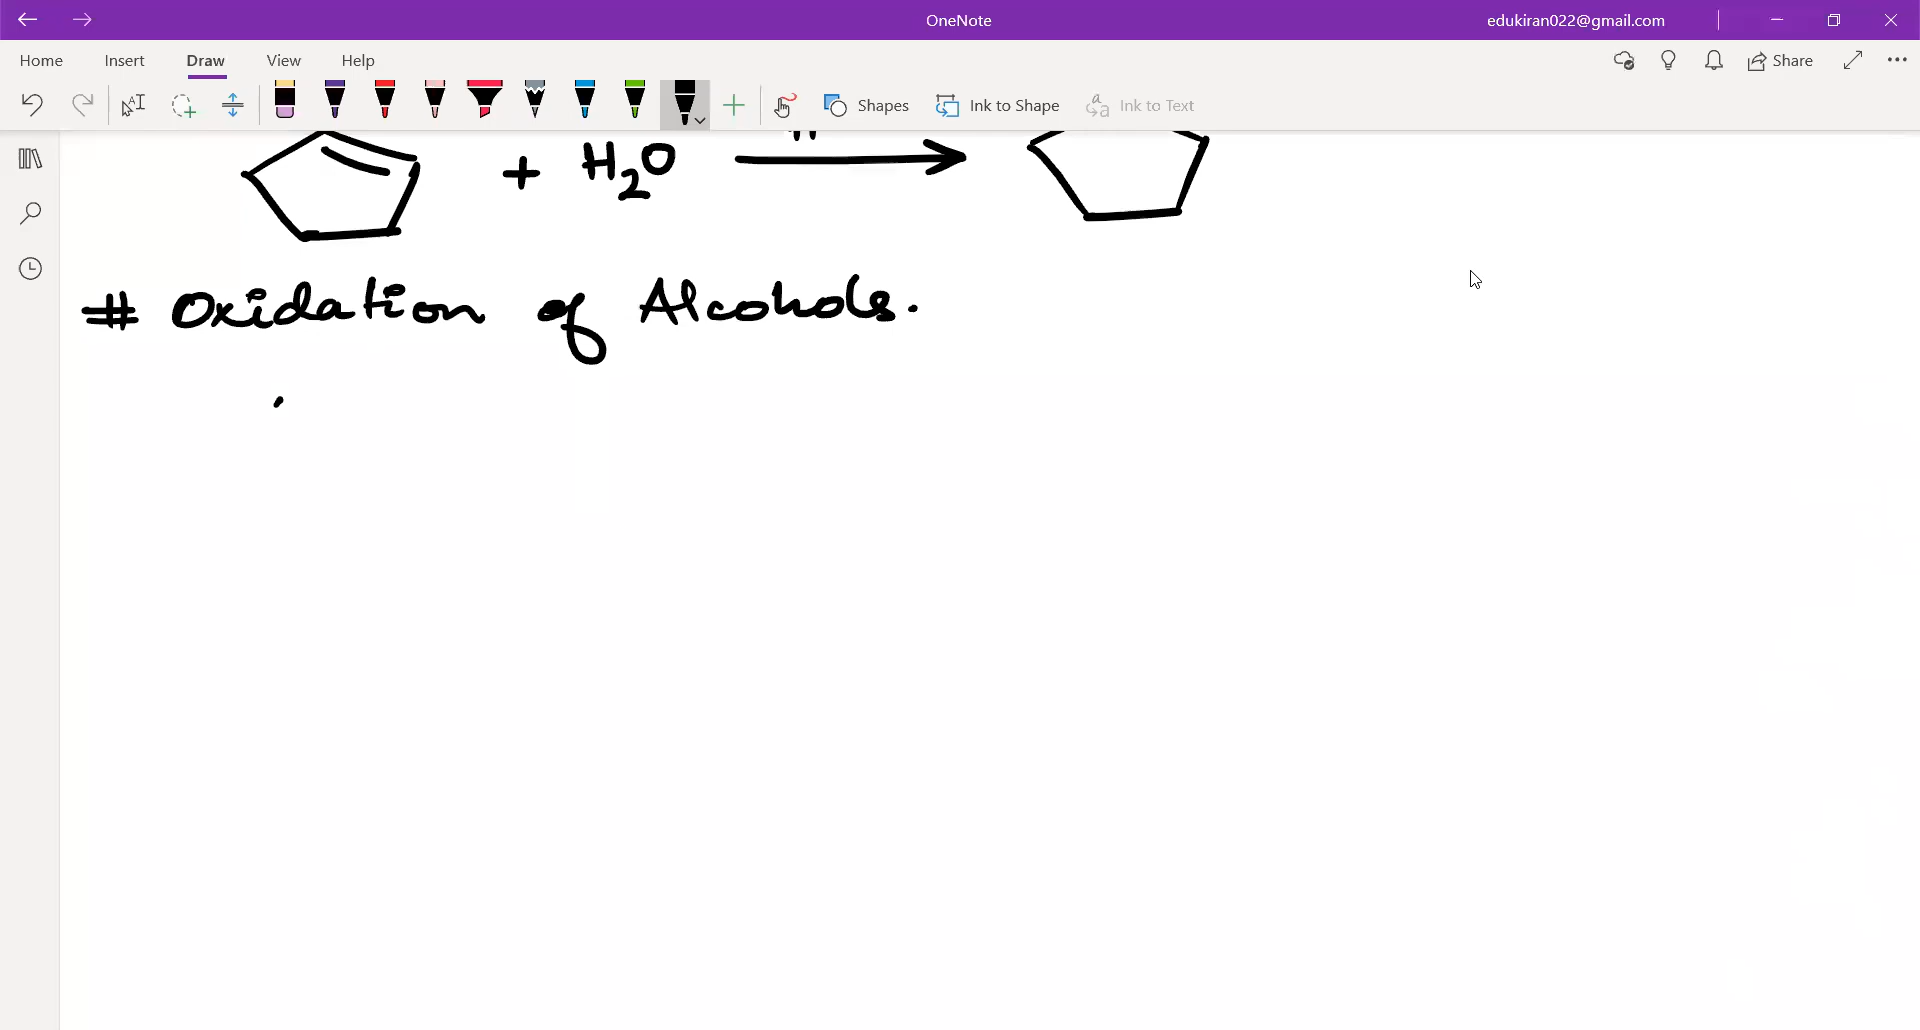 OneNote
edukiran022@gmail.com
Home Insert Draw View Help
Share
Shapes Ink to Shape Ink to Text
+ H2O
# Oxidation of Alcohols.